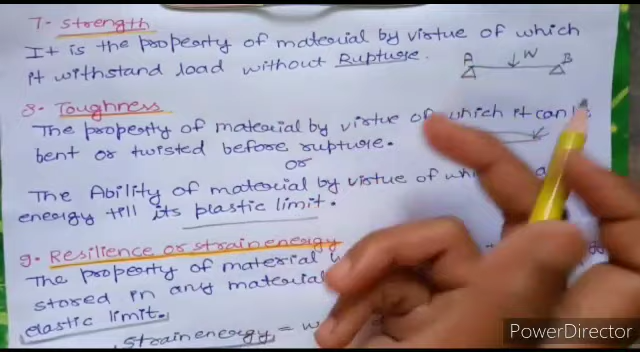 7- strength
It is the property of material by virtue of which
it withstand load without Rupture.
A W B
8- Toughness
The property of material by virtue of which it can
bent or twisted before rupture.
or
The Ability of material by virtue of
energy till its plastic limit.
9- Resilience or strain energy
The property of material
stored in any material
elastic limit.
strain energy =
PowerDirector